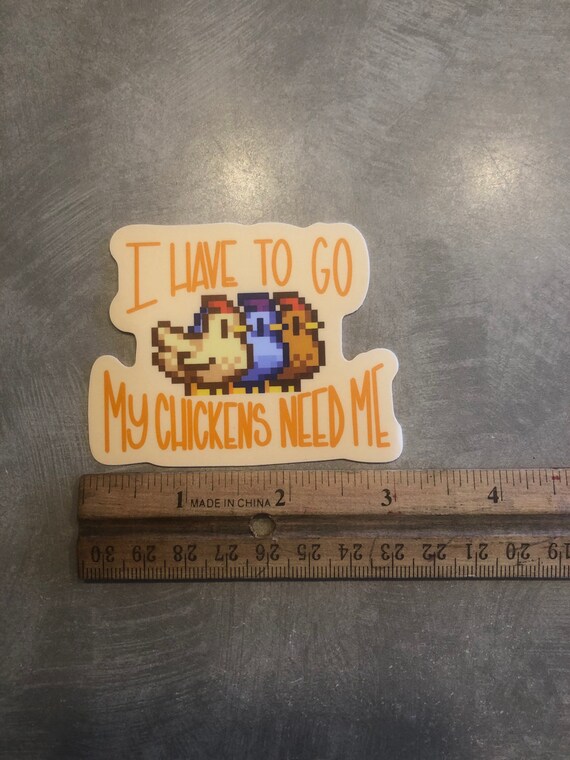 I HAVE TO GO
MY CHICKENS NEED ME
1 MADE IN CHINA 2 3 4
30 29 28 27 26 25 24 23 22 21 20 19